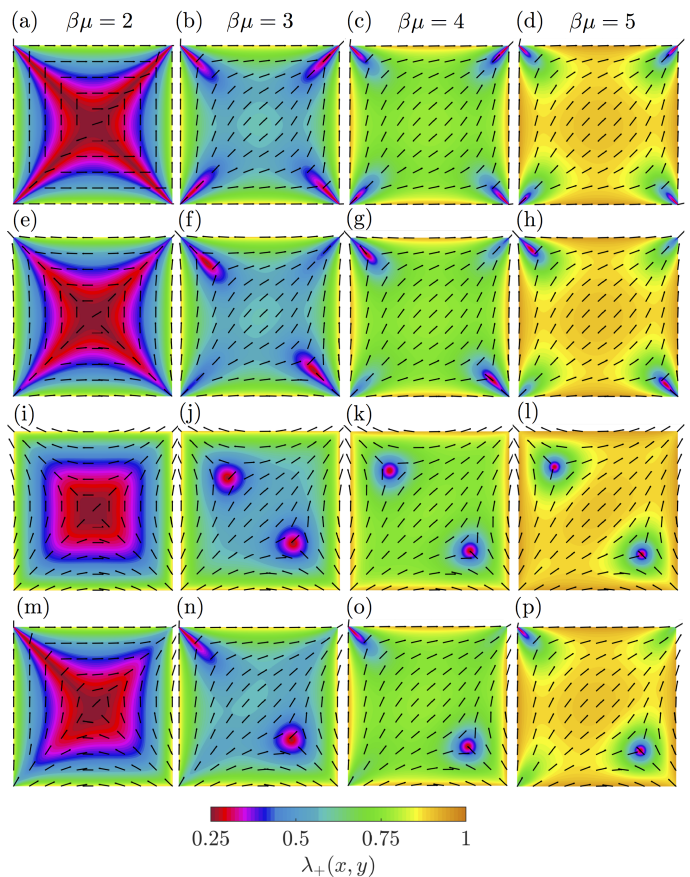 (a) βμ = 2 (b) βμ = 3 (c) βμ = 4 (d) βμ = 5
(e) (f) (g) (h)
(i) (j) (k) (l)
(m) (n) (o) (p)
0.25 0.5 0.75 1
λ₊(x, y)